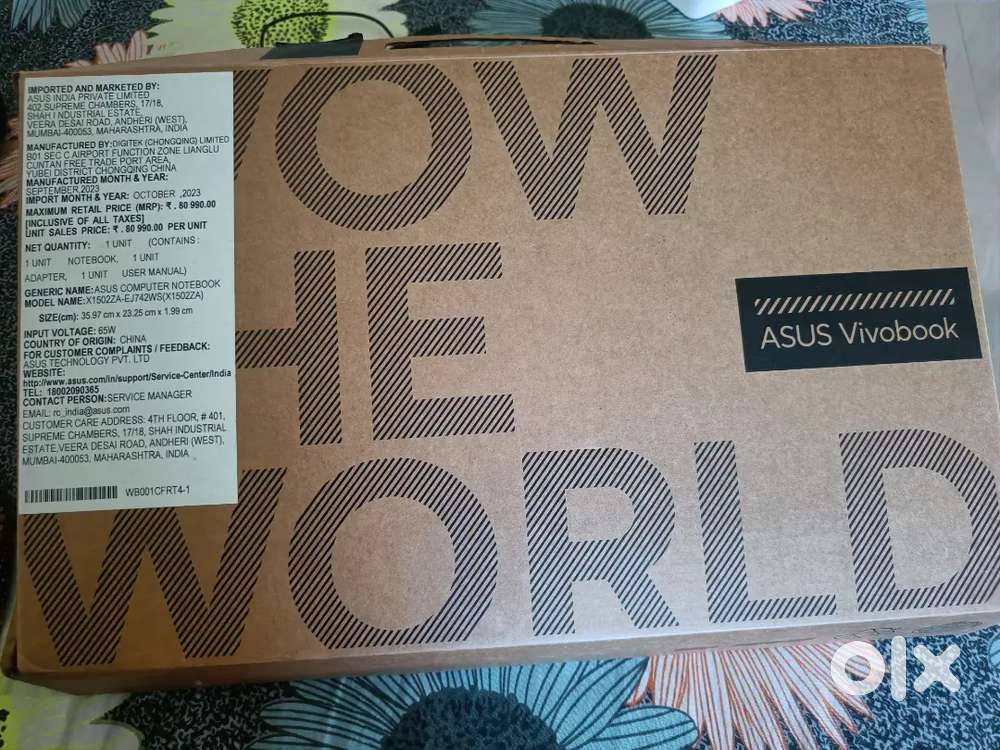 IMPORTED AND MARKETED BY:
ASUS INDIA PRIVATE LIMITED
402,SUPREME CHAMBERS, 17/18,
SHAH I NDUSTRIAL ESTATE,
VEERA DESAI ROAD, ANDHERI (WEST),
MUMBAI-400053, MAHARASHTRA, INDIA
MANUFACTURED BY:DIGITEK (CHONGQING) LIMITED
B01 SEC C AIRPORT FUNCTION ZONE LIANGLU
CUNTAN FREE TRADE PORT AREA,
YUBEI DISTRICT CHONGQING CHINA
MANUFACTURED MONTH & YEAR:
SEPTEMBER,2023
IMPORT MONTH & YEAR: OCTOBER ,2023
MAXIMUM RETAIL PRICE (MRP): ₹ . 80 990.00
[INCLUSIVE OF ALL TAXES]
UNIT SALES PRICE: ₹ . 80 990.00 PER UNIT
NET QUANTITY: 1 UNIT (CONTAINS :
1 UNIT NOTEBOOK, 1 UNIT
ADAPTER, 1 UNIT USER MANUAL)
GENERIC NAME:ASUS COMPUTER NOTEBOOK
MODEL NAME:X1502ZA-EJ742WS(X1502ZA)
SIZE(cm): 35.97 cm x 23.25 cm x 1.99 cm
INPUT VOLTAGE: 65W
COUNTRY OF ORIGIN: CHINA
FOR CUSTOMER COMPLAINTS / FEEDBACK:
ASUS TECHNOLOGY PVT. LTD
WEBSITE:
http://www.asus.com/in/support/Service-Center/India
TEL: 18002090365
CONTACT PERSON:SERVICE MANAGER
EMAIL: rc_india@asus.com
CUSTOMER CARE ADDRESS: 4TH FLOOR, # 401,
SUPREME CHAMBERS, 17/18, SHAH INDUSTRIAL
ESTATE,VEERA DESAI ROAD, ANDHERI (WEST),
MUMBAI-400053, MAHARASHTRA, INDIA
WB001CFRT4-1
OW
HE
WORLD
ASUS Vivobook
olx